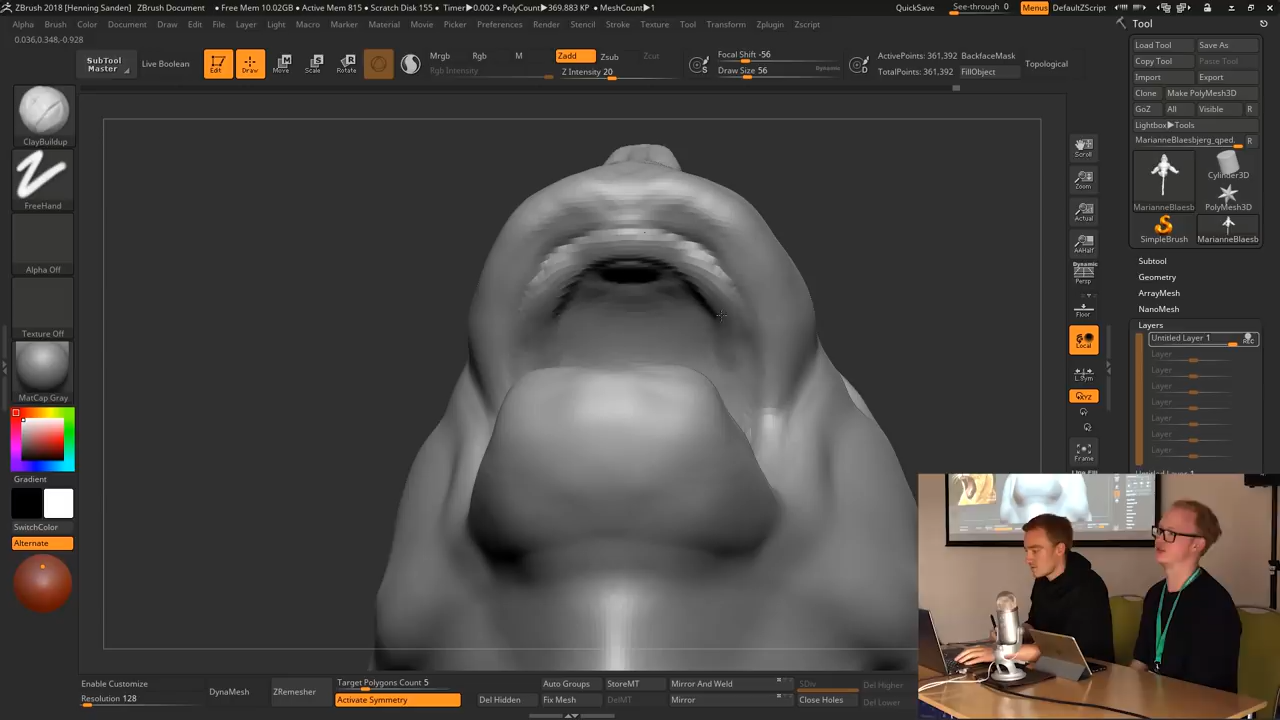 ZBrush 2018 [Henning Sanden] ZBrush Document • Free Mem 10.02GB • Active Mem 815 • Scratch Disk 155 • Timer▶0.002 • PolyCount▶369.883 KP • MeshCount▶1 QuickSave See-through 0 Menus DefaultZScript
Alpha Brush Color Document Draw Edit File Layer Light Macro Marker Material Movie Picker Preferences Render Stencil Stroke Texture Tool Transform Zplugin Zscript
0.036,0.348,-0.928
SubTool Master
Live Boolean
Edit
Draw
Move
Scale
Rotate
Mrgb Rgb M
Rgb Intensity
Zadd Zsub Zcut
Z Intensity 20
S
Focal Shift -56
Draw Size 56 Dynamic
D
ActivePoints: 361,392 BackfaceMask
TotalPoints: 361,392 FillObject
Topological
ClayBuildup
FreeHand
Alpha Off
Texture Off
MatCap Gray
Gradient
SwitchColor
Alternate
Scroll
Zoom
Actual
AAHalf
Dynamic
Persp
Floor
Local
L.Sym
XYZ
Frame
Tool
Load Tool Save As
Copy Tool Paste Tool
Import Export
Clone Make PolyMesh3D
GoZ All Visible R
Lightbox▶Tools
MarianneBlaesbjerg_qped. R
MarianneBlaesb
Cylinder3D
PolyMesh3D
SimpleBrush
MarianneBlaesb
Subtool
Geometry
ArrayMesh
NanoMesh
Layers
Untitled Layer 1 REC
Layer
Layer
Layer
Layer
Layer
Layer
Layer
Enable Customize
Resolution 128
DynaMesh
ZRemesher
Target Polygons Count 5
Activate Symmetry
Del Hidden
Auto Groups
Fix Mesh
StoreMT
DelMT
Mirror And Weld
Mirror
SDiv
Close Holes
Del Higher
Del Lower